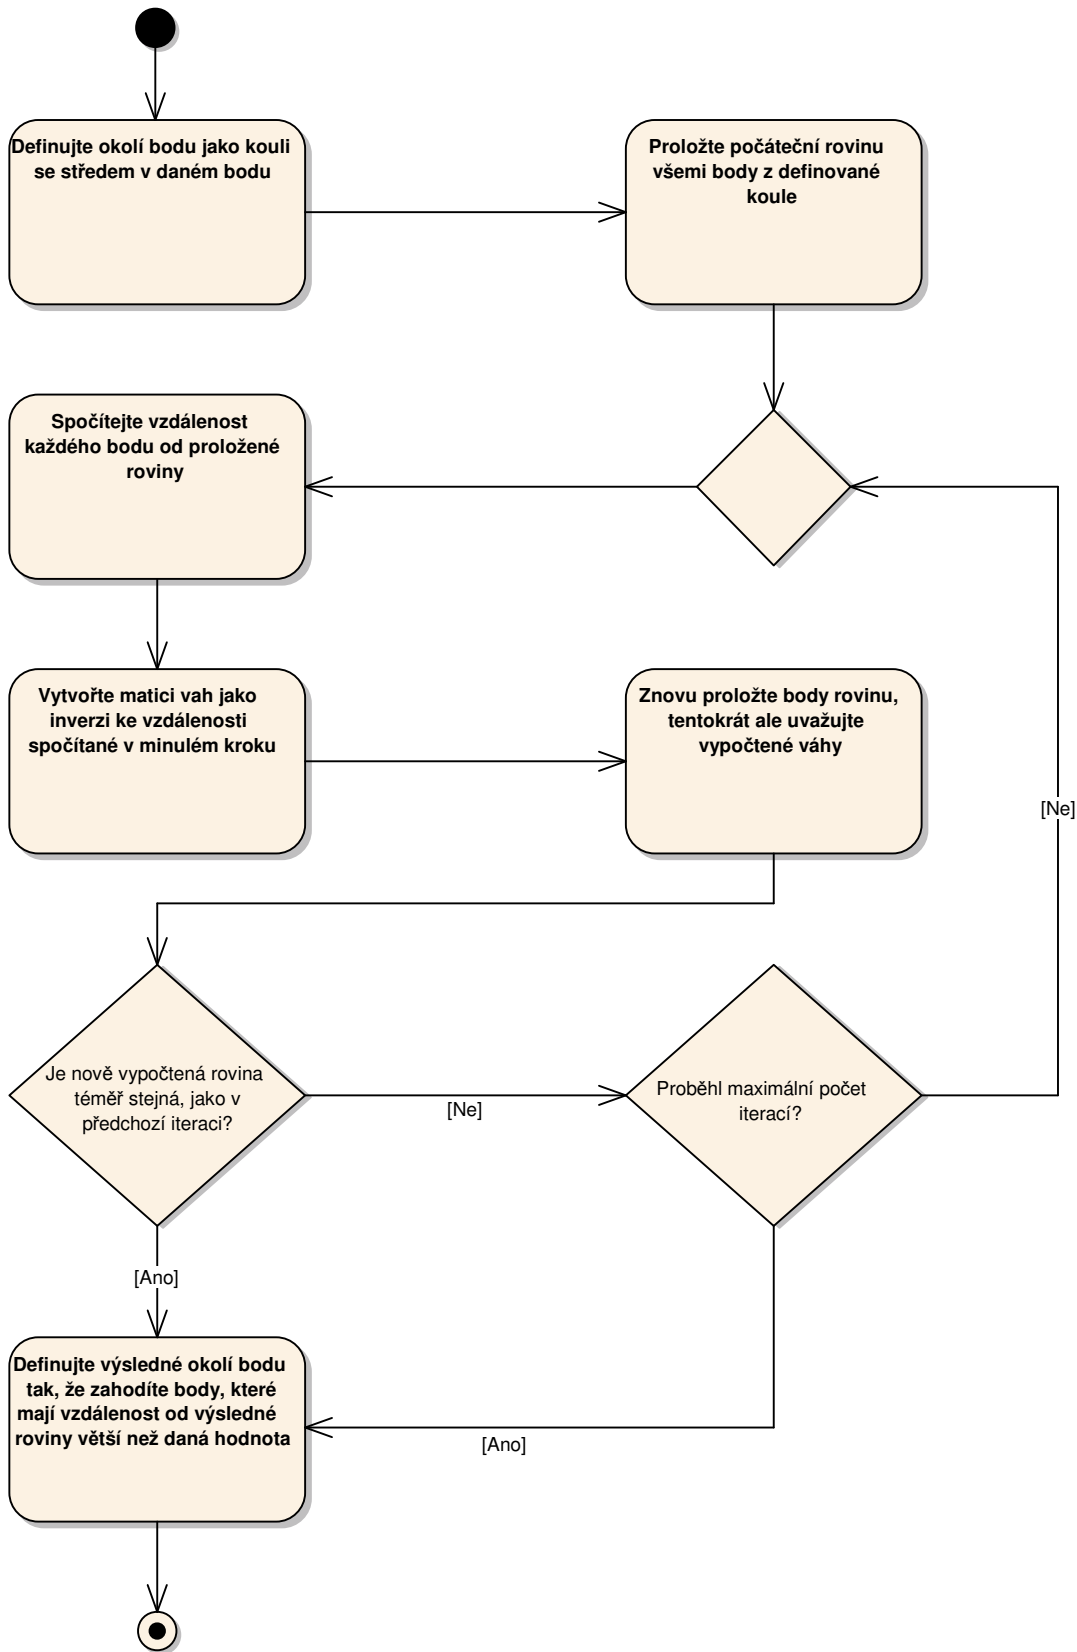 Definujte okolí bodu jako kouli
se středem v daném bodu
Proložte počáteční rovinu
všemi body z definované
koule
Spočítejte vzdálenost
každého bodu od proložené
roviny
Vytvořte matici vah jako
inverzi ke vzdálenosti
spočítané v minulém kroku
Znovu proložte body rovinu,
tentokrát ale uvažujte
vypočtené váhy
[Ne]
Je nově vypočtená rovina
téměř stejná, jako v
předchozí iteraci?
[Ne]
Proběhl maximální počet
iterací?
[Ano]
Definujte výsledné okolí bodu
tak, že zahodíte body, které
mají vzdálenost od výsledné
roviny větší než daná hodnota
[Ano]